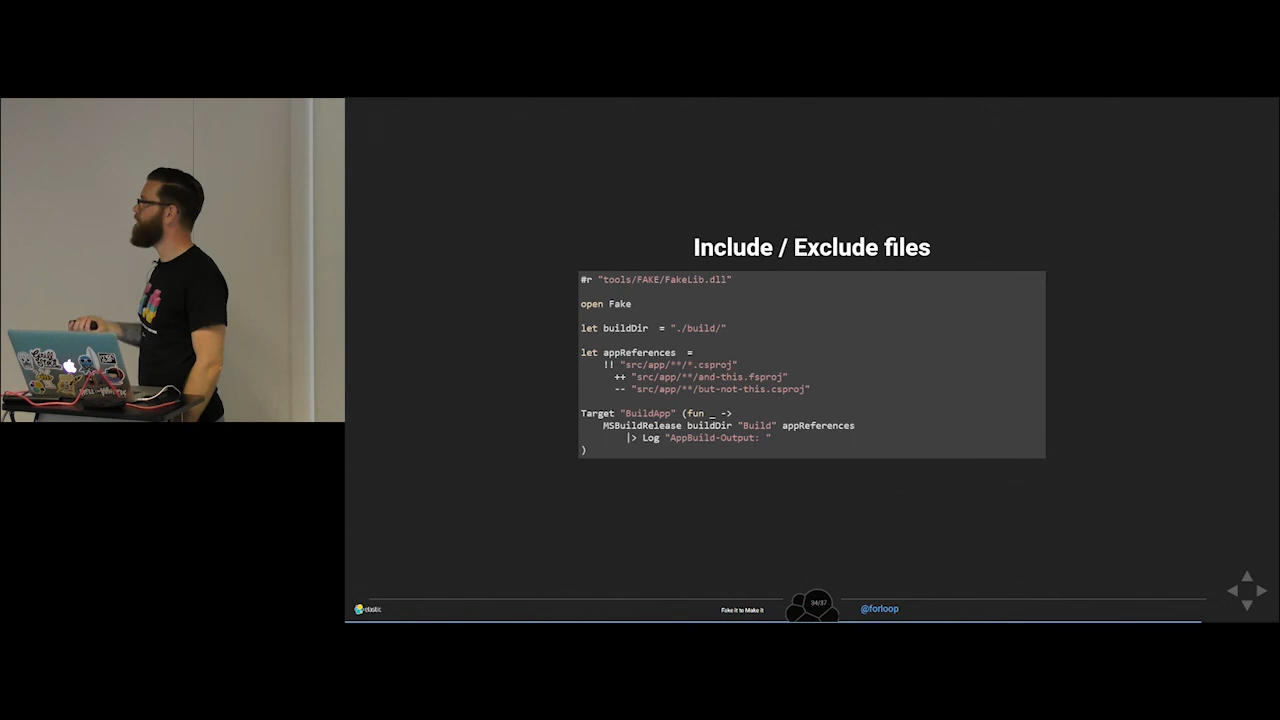 Include / Exclude files
#r "tools/FAKE/FakeLib.dll"
open Fake
let buildDir  = "./build/"
let appReferences  =
    !! "src/app/**/*.csproj"
      ++ "src/app/**/and-this.fsproj"
      -- "src/app/**/but-not-this.csproj"
Target "BuildApp" (fun _ ->
    MSBuildRelease buildDir "Build" appReferences
        |> Log "AppBuild-Output: "
)
elastic
Fake it to Make it
34/37
@forloop